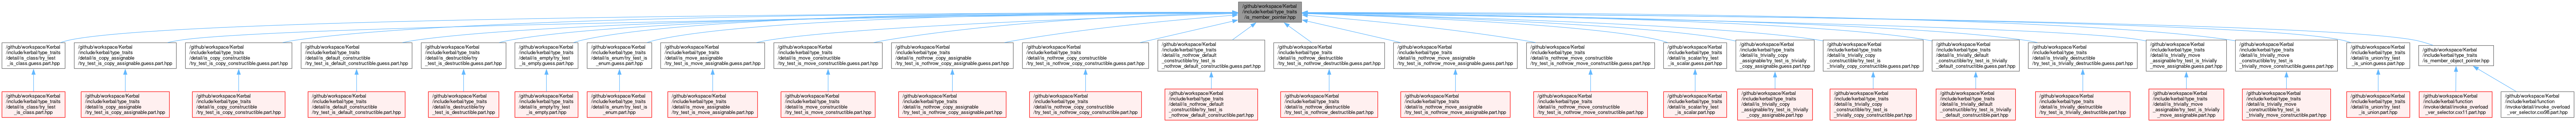 /github/workspace/Kerbal
/include/kerbal/type_traits
/is_member_pointer.hpp
/github/workspace/Kerbal
/include/kerbal/type_traits
/detail/is_class/try_test
_is_class.guess.part.hpp
/github/workspace/Kerbal
/include/kerbal/type_traits
/detail/is_copy_assignable
/try_test_is_copy_assignable.guess.part.hpp
/github/workspace/Kerbal
/include/kerbal/type_traits
/detail/is_copy_constructible
/try_test_is_copy_constructible.guess.part.hpp
/github/workspace/Kerbal
/include/kerbal/type_traits
/detail/is_default_constructible
/try_test_is_default_constructible.guess.part.hpp
/github/workspace/Kerbal
/include/kerbal/type_traits
/detail/is_destructible/try
_test_is_destructible.guess.part.hpp
/github/workspace/Kerbal
/include/kerbal/type_traits
/detail/is_empty/try_test
_is_empty.guess.part.hpp
/github/workspace/Kerbal
/include/kerbal/type_traits
/detail/is_enum/try_test_is
_enum.guess.part.hpp
/github/workspace/Kerbal
/include/kerbal/type_traits
/detail/is_move_assignable
/try_test_is_move_assignable.guess.part.hpp
/github/workspace/Kerbal
/include/kerbal/type_traits
/detail/is_move_constructible
/try_test_is_move_constructible.guess.part.hpp
/github/workspace/Kerbal
/include/kerbal/type_traits
/detail/is_nothrow_copy_assignable
/try_test_is_nothrow_copy_assignable.guess.part.hpp
/github/workspace/Kerbal
/include/kerbal/type_traits
/detail/is_nothrow_copy_constructible
/try_test_is_nothrow_copy_constructible.guess.part.hpp
/github/workspace/Kerbal
/include/kerbal/type_traits
/detail/is_nothrow_default
_constructible/try_test_is
_nothrow_default_constructible.guess.part.hpp
/github/workspace/Kerbal
/include/kerbal/type_traits
/detail/is_nothrow_destructible
/try_test_is_nothrow_destructible.guess.part.hpp
/github/workspace/Kerbal
/include/kerbal/type_traits
/detail/is_nothrow_move_assignable
/try_test_is_nothrow_move_assignable.guess.part.hpp
/github/workspace/Kerbal
/include/kerbal/type_traits
/detail/is_nothrow_move_constructible
/try_test_is_nothrow_move_constructible.guess.part.hpp
/github/workspace/Kerbal
/include/kerbal/type_traits
/detail/is_scalar/try_test
_is_scalar.guess.part.hpp
/github/workspace/Kerbal
/include/kerbal/type_traits
/detail/is_trivially_copy
_assignable/try_test_is_trivially
_copy_assignable.guess.part.hpp
/github/workspace/Kerbal
/include/kerbal/type_traits
/detail/is_trivially_copy
_constructible/try_test_is
_trivially_copy_constructible.guess.part.hpp
/github/workspace/Kerbal
/include/kerbal/type_traits
/detail/is_trivially_default
_constructible/try_test_is_trivially
_default_constructible.guess.part.hpp
/github/workspace/Kerbal
/include/kerbal/type_traits
/detail/is_trivially_destructible
/try_test_is_trivially_destructible.guess.part.hpp
/github/workspace/Kerbal
/include/kerbal/type_traits
/detail/is_trivially_move
_assignable/try_test_is_trivially
_move_assignable.guess.part.hpp
/github/workspace/Kerbal
/include/kerbal/type_traits
/detail/is_trivially_move
_constructible/try_test_is
_trivially_move_constructible.guess.part.hpp
/github/workspace/Kerbal
/include/kerbal/type_traits
/detail/is_union/try_test
_is_union.guess.part.hpp
/github/workspace/Kerbal
/include/kerbal/type_traits
/is_member_object_pointer.hpp
/github/workspace/Kerbal
/include/kerbal/type_traits
/detail/is_class/try_test
_is_class.part.hpp
/github/workspace/Kerbal
/include/kerbal/type_traits
/detail/is_copy_assignable
/try_test_is_copy_assignable.part.hpp
/github/workspace/Kerbal
/include/kerbal/type_traits
/detail/is_copy_constructible
/try_test_is_copy_constructible.part.hpp
/github/workspace/Kerbal
/include/kerbal/type_traits
/detail/is_default_constructible
/try_test_is_default_constructible.part.hpp
/github/workspace/Kerbal
/include/kerbal/type_traits
/detail/is_destructible/try
_test_is_destructible.part.hpp
/github/workspace/Kerbal
/include/kerbal/type_traits
/detail/is_empty/try_test
_is_empty.part.hpp
/github/workspace/Kerbal
/include/kerbal/type_traits
/detail/is_enum/try_test_is
_enum.part.hpp
/github/workspace/Kerbal
/include/kerbal/type_traits
/detail/is_move_assignable
/try_test_is_move_assignable.part.hpp
/github/workspace/Kerbal
/include/kerbal/type_traits
/detail/is_move_constructible
/try_test_is_move_constructible.part.hpp
/github/workspace/Kerbal
/include/kerbal/type_traits
/detail/is_nothrow_copy_assignable
/try_test_is_nothrow_copy_assignable.part.hpp
/github/workspace/Kerbal
/include/kerbal/type_traits
/detail/is_nothrow_copy_constructible
/try_test_is_nothrow_copy_constructible.part.hpp
/github/workspace/Kerbal
/include/kerbal/type_traits
/detail/is_nothrow_default
_constructible/try_test_is
_nothrow_default_constructible.part.hpp
/github/workspace/Kerbal
/include/kerbal/type_traits
/detail/is_nothrow_destructible
/try_test_is_nothrow_destructible.part.hpp
/github/workspace/Kerbal
/include/kerbal/type_traits
/detail/is_nothrow_move_assignable
/try_test_is_nothrow_move_assignable.part.hpp
/github/workspace/Kerbal
/include/kerbal/type_traits
/detail/is_nothrow_move_constructible
/try_test_is_nothrow_move_constructible.part.hpp
/github/workspace/Kerbal
/include/kerbal/type_traits
/detail/is_scalar/try_test
_is_scalar.part.hpp
/github/workspace/Kerbal
/include/kerbal/type_traits
/detail/is_trivially_copy
_assignable/try_test_is_trivially
_copy_assignable.part.hpp
/github/workspace/Kerbal
/include/kerbal/type_traits
/detail/is_trivially_copy
_constructible/try_test_is
_trivially_copy_constructible.part.hpp
/github/workspace/Kerbal
/include/kerbal/type_traits
/detail/is_trivially_default
_constructible/try_test_is_trivially
_default_constructible.part.hpp
/github/workspace/Kerbal
/include/kerbal/type_traits
/detail/is_trivially_destructible
/try_test_is_trivially_destructible.part.hpp
/github/workspace/Kerbal
/include/kerbal/type_traits
/detail/is_trivially_move
_assignable/try_test_is_trivially
_move_assignable.part.hpp
/github/workspace/Kerbal
/include/kerbal/type_traits
/detail/is_trivially_move
_constructible/try_test_is
_trivially_move_constructible.part.hpp
/github/workspace/Kerbal
/include/kerbal/type_traits
/detail/is_union/try_test
_is_union.part.hpp
/github/workspace/Kerbal
/include/kerbal/function
/invoke/detail/invoke_overload
_ver_selector.cxx11.part.hpp
/github/workspace/Kerbal
/include/kerbal/function
/invoke/detail/invoke_overload
_ver_selector.cxx98.part.hpp